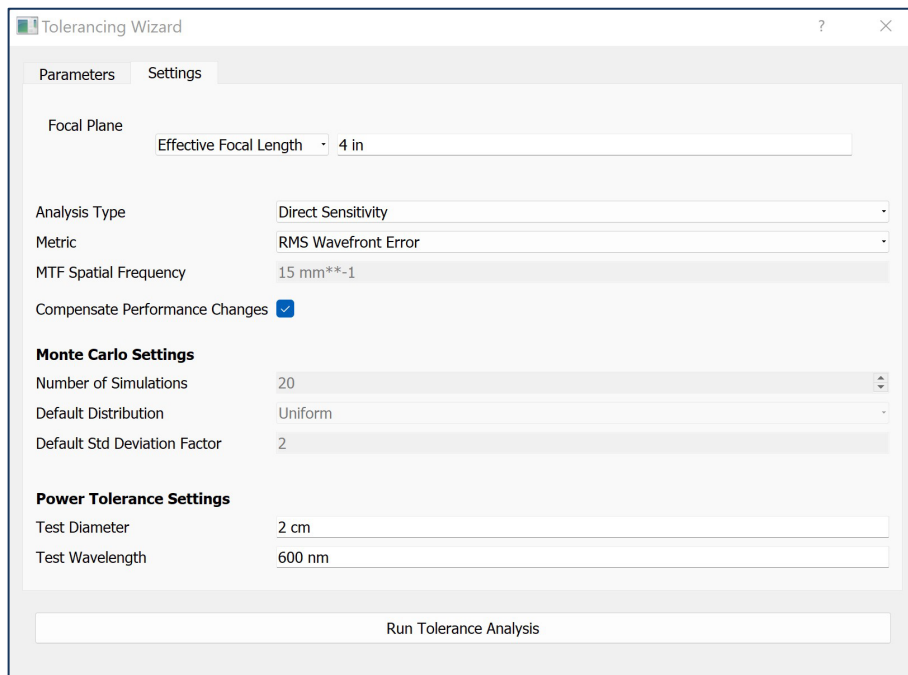 Tolerancing Wizard ?
Parameters Settings
Focal Plane
Effective Focal Length 4 in
Analysis Type Direct Sensitivity
Metric RMS Wavefront Error
MTF Spatial Frequency 15 mm**-1
Compensate Performance Changes
Monte Carlo Settings
Number of Simulations 20
Default Distribution Uniform
Default Std Deviation Factor 2
Power Tolerance Settings
Test Diameter 2 cm
Test Wavelength 600 nm
Run Tolerance Analysis